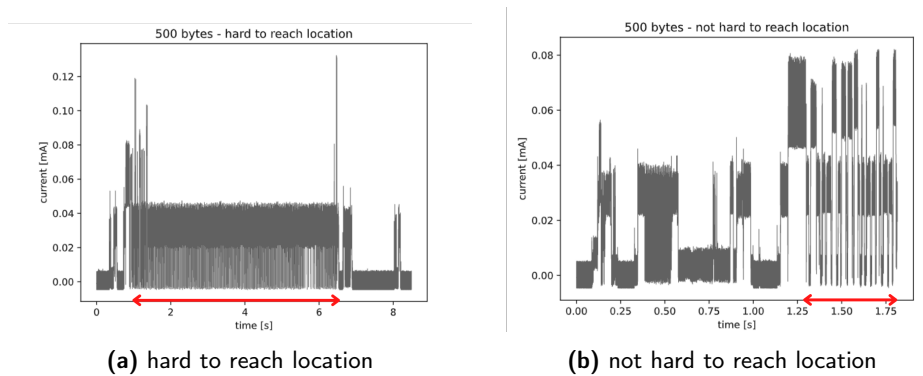 500 bytes - hard to reach location
current [mA]
0.12
0.10
0.08
0.06
0.04
0.02
0.00
0 2 4 6 8
time [s]
(a) hard to reach location
500 bytes - not hard to reach location
current [mA]
0.08
0.06
0.04
0.02
0.00
0.00 0.25 0.50 0.75 1.00 1.25 1.50 1.75
time [s]
(b) not hard to reach location